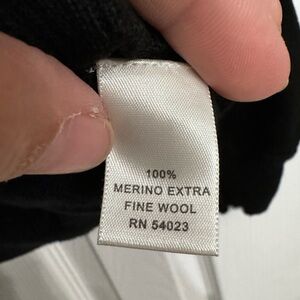 100%
MERINO EXTRA
FINE WOOL
RN 54023